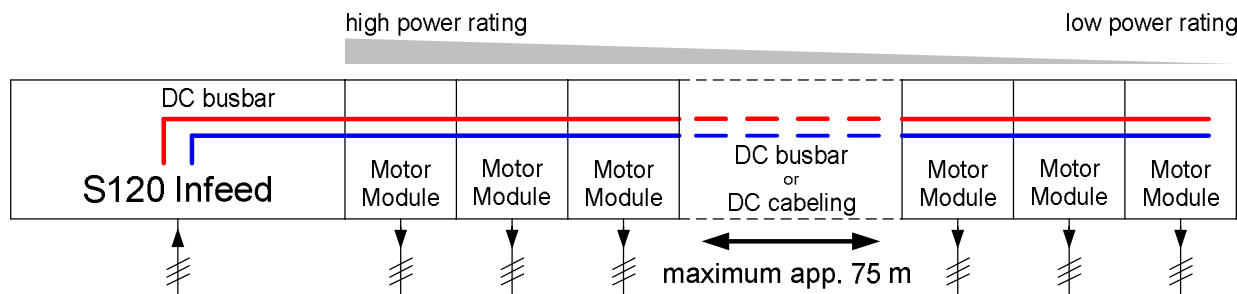 high power rating
low power rating
DC busbar
S120 Infeed
Motor
Module
Motor
Module
Motor
Module
DC busbar
or
DC cabeling
Motor
Module
Motor
Module
Motor
Module
maximum app. 75 m